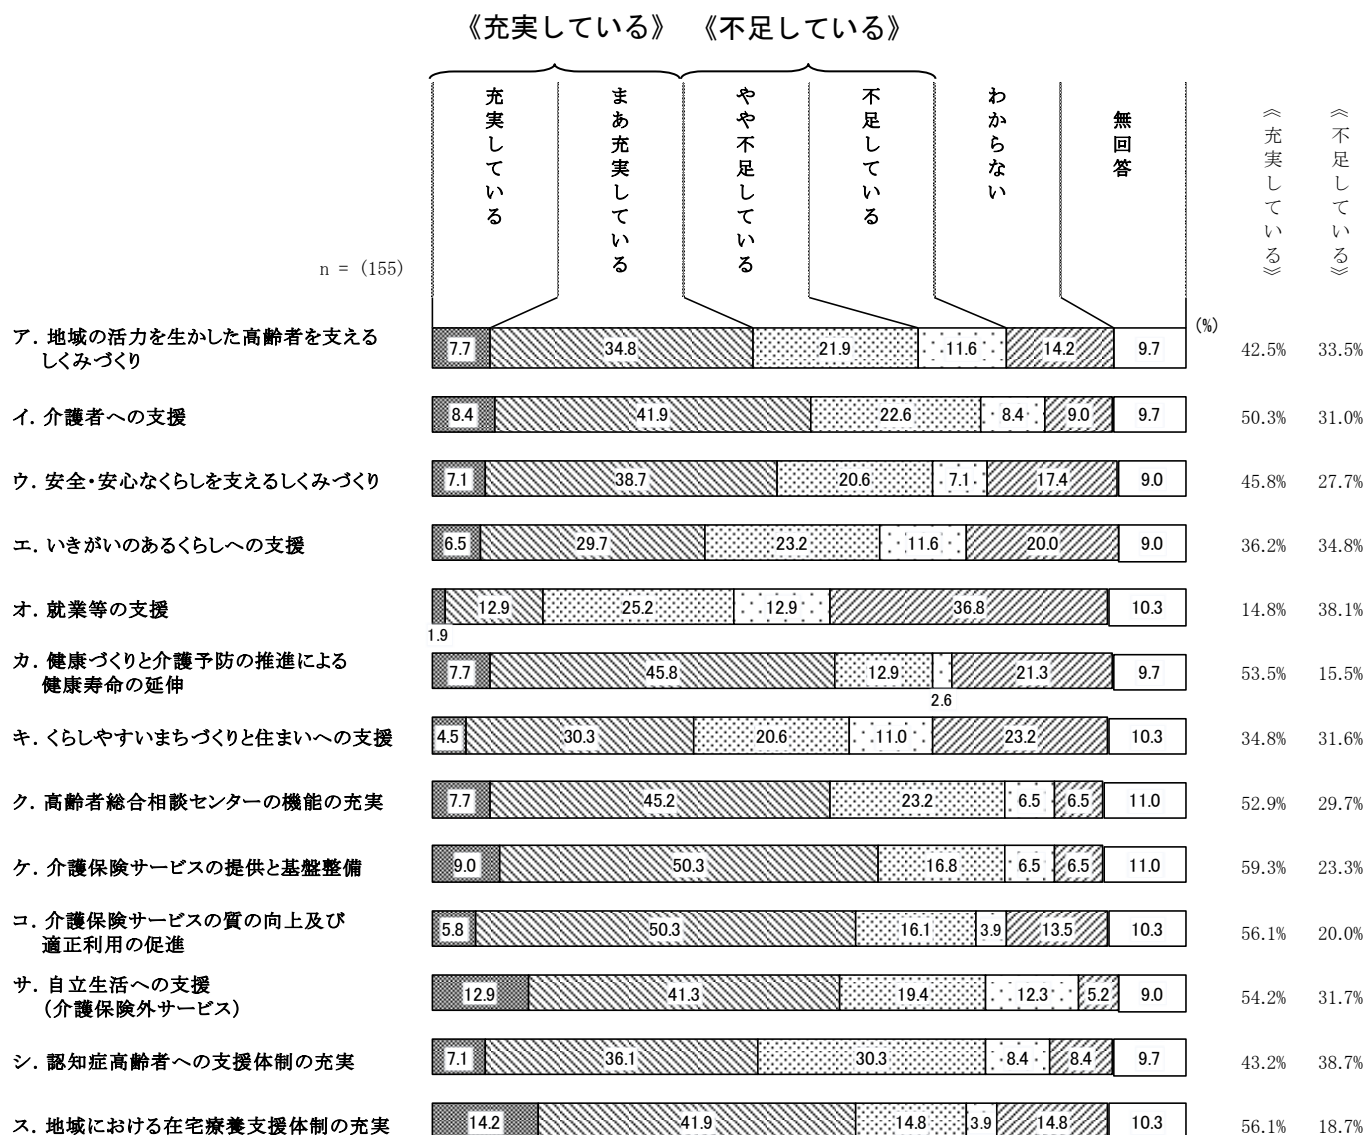 《充実している》 《不足している》
充実している
まあ充実している
やや不足している
不足している
わからない
無回答
《充実している》
《不足している》
n = (155)
(%)
ア. 地域の活力を生かした高齢者を支える
しくみづくり
7.7 34.8 21.9 11.6 14.2 9.7 42.5% 33.5%
イ. 介護者への支援 8.4 41.9 22.6 8.4 9.0 9.7 50.3% 31.0%
ウ. 安全・安心なくらしを支えるしくみづくり 7.1 38.7 20.6 7.1 17.4 9.0 45.8% 27.7%
エ. いきがいのあるくらしへの支援 6.5 29.7 23.2 11.6 20.0 9.0 36.2% 34.8%
オ. 就業等の支援 12.9 25.2 12.9 36.8 10.3 14.8% 38.1%
1.9
カ. 健康づくりと介護予防の推進による
健康寿命の延伸
7.7 45.8 12.9 21.3 9.7 53.5% 15.5%
2.6
キ. くらしやすいまちづくりと住まいへの支援 4.5 30.3 20.6 11.0 23.2 10.3 34.8% 31.6%
ク. 高齢者総合相談センターの機能の充実 7.7 45.2 23.2 6.5 6.5 11.0 52.9% 29.7%
ケ. 介護保険サービスの提供と基盤整備 9.0 50.3 16.8 6.5 6.5 11.0 59.3% 23.3%
コ. 介護保険サービスの質の向上及び
適正利用の促進
5.8 50.3 16.1 3.9 13.5 10.3 56.1% 20.0%
サ. 自立生活への支援
(介護保険外サービス)
12.9 41.3 19.4 12.3 5.2 9.0 54.2% 31.7%
シ. 認知症高齢者への支援体制の充実 7.1 36.1 30.3 8.4 8.4 9.7 43.2% 38.7%
ス. 地域における在宅療養支援体制の充実 14.2 41.9 14.8 3.9 14.8 10.3 56.1% 18.7%